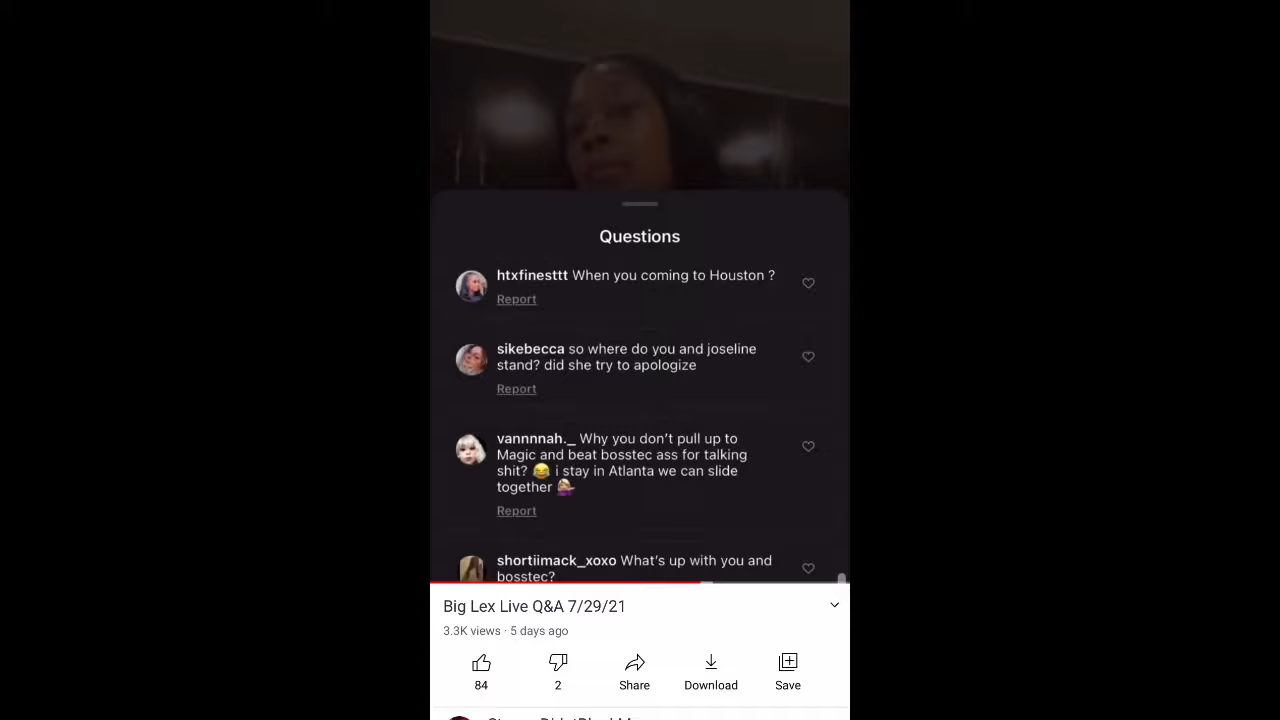 Questions
htxfinesttt When you coming to Houston ?
Report
sikebecca so where do you and joseline
stand? did she try to apologize
Report
vannnnah._ Why you don't pull up to
Magic and beat bosstec ass for talking
shit? 😂 i stay in Atlanta we can slide
together 💁🏼‍♀️
Report
shortiimack_xoxo What's up with you and
bosstec?
Big Lex Live Q&A 7/29/21
3.3K views · 5 days ago
84
2
Share
Download
Save